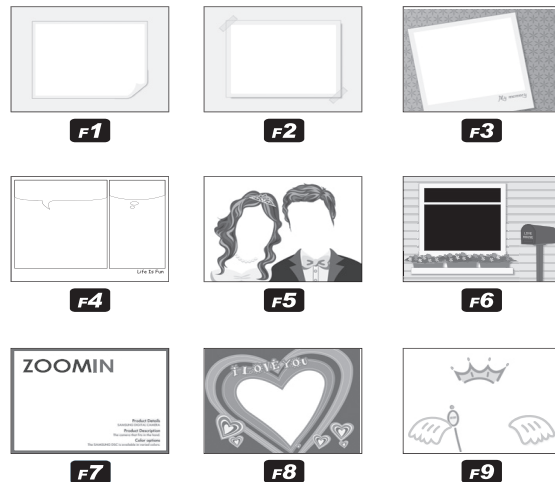 My memory
F1
F2
F3
Life Is Fun
F4
F5
F6
ZOOMIN
Product Details
Product Description
Color options
F7
I LOVE YOU
F8
F9